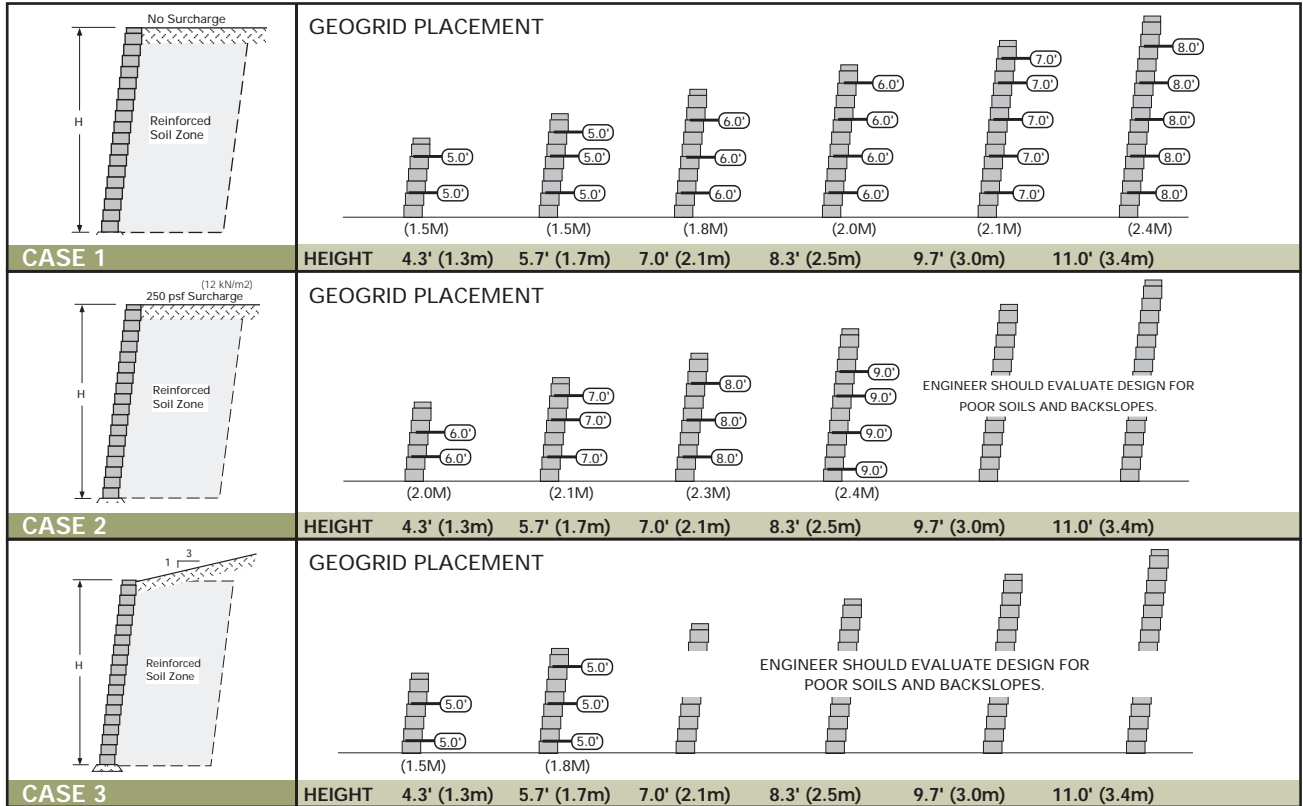 No Surcharge
H
Reinforced
Soil Zone
CASE 1
GEOGRID PLACEMENT
5.0'
5.0'
(1.5M)
5.0'
5.0'
5.0'
(1.5M)
6.0'
6.0'
6.0'
(1.8M)
6.0'
6.0'
6.0'
6.0'
(2.0M)
7.0'
7.0'
7.0'
7.0'
7.0'
(2.1M)
8.0'
8.0'
8.0'
8.0'
8.0'
(2.4M)
HEIGHT 4.3' (1.3m) 5.7' (1.7m) 7.0' (2.1m) 8.3' (2.5m) 9.7' (3.0m) 11.0' (3.4m)
(12 kN/m2)
250 psf Surcharge
H
Reinforced
Soil Zone
CASE 2
GEOGRID PLACEMENT
6.0'
6.0'
(2.0M)
7.0'
7.0'
7.0'
(2.1M)
8.0'
8.0'
8.0'
(2.3M)
9.0'
9.0'
9.0'
9.0'
(2.4M)
ENGINEER SHOULD EVALUATE DESIGN FOR
POOR SOILS AND BACKSLOPES.
HEIGHT 4.3' (1.3m) 5.7' (1.7m) 7.0' (2.1m) 8.3' (2.5m) 9.7' (3.0m) 11.0' (3.4m)
1 3
H
Reinforced
Soil Zone
CASE 3
GEOGRID PLACEMENT
5.0'
5.0'
(1.5M)
5.0'
5.0'
5.0'
(1.8M)
ENGINEER SHOULD EVALUATE DESIGN FOR
POOR SOILS AND BACKSLOPES.
HEIGHT 4.3' (1.3m) 5.7' (1.7m) 7.0' (2.1m) 8.3' (2.5m) 9.7' (3.0m) 11.0' (3.4m)